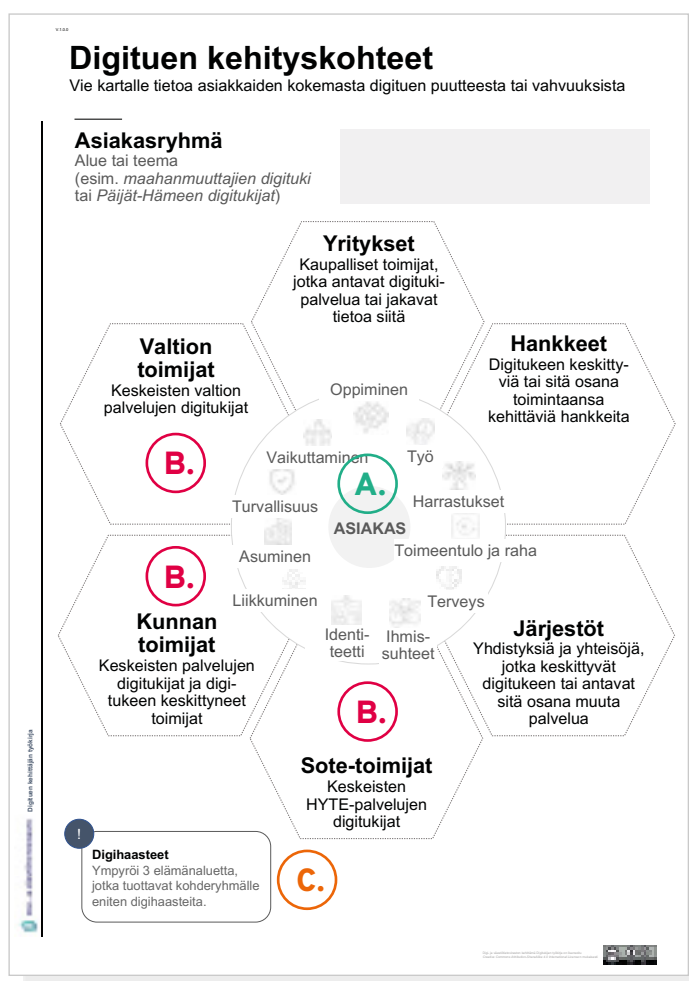 V.1.0.0
Digituen kehityskohteet
Vie kartalle tietoa asiakkaiden kokemasta digituen puutteesta tai vahvuuksista
Asiakasryhmä
Alue tai teema
(esim. maahanmuuttajien digituki
tai Päijät-Hämeen digitukijat)
Yritykset
Kaupalliset toimijat,
jotka antavat digituki-
palvelua tai jakavat
tietoa siitä
Valtion
toimijat
Keskeisten valtion
palvelujen digitukijat
B.
Hankkeet
Digitukeen keskitty-
viä tai sitä osana
toimintaansa
kehittäviä hankkeita
Oppiminen
Vaikuttaminen
Työ
A.
Turvallisuus
Harrastukset
ASIAKAS
Asuminen
Toimeentulo ja raha
Liikkuminen
Terveys
Identi-
teetti
Ihmis-
suhteet
B.
Kunnan
toimijat
Keskeisten palvelujen
digitukijat ja digi-
tukeen keskittyneet
toimijat
Järjestöt
Yhdistyksiä ja yhteisöjä,
jotka keskittyvät
digitukeen tai antavat
sitä osana muuta
palvelua
B.
Sote-toimijat
Keskeisten
HYTE-palvelujen
digitukijat
!
Digihaasteet
Ympyröi 3 elämänaluetta,
jotka tuottavat kohderyhmälle
eniten digihaasteita.
C.
Digituen kehittäjän työkirja